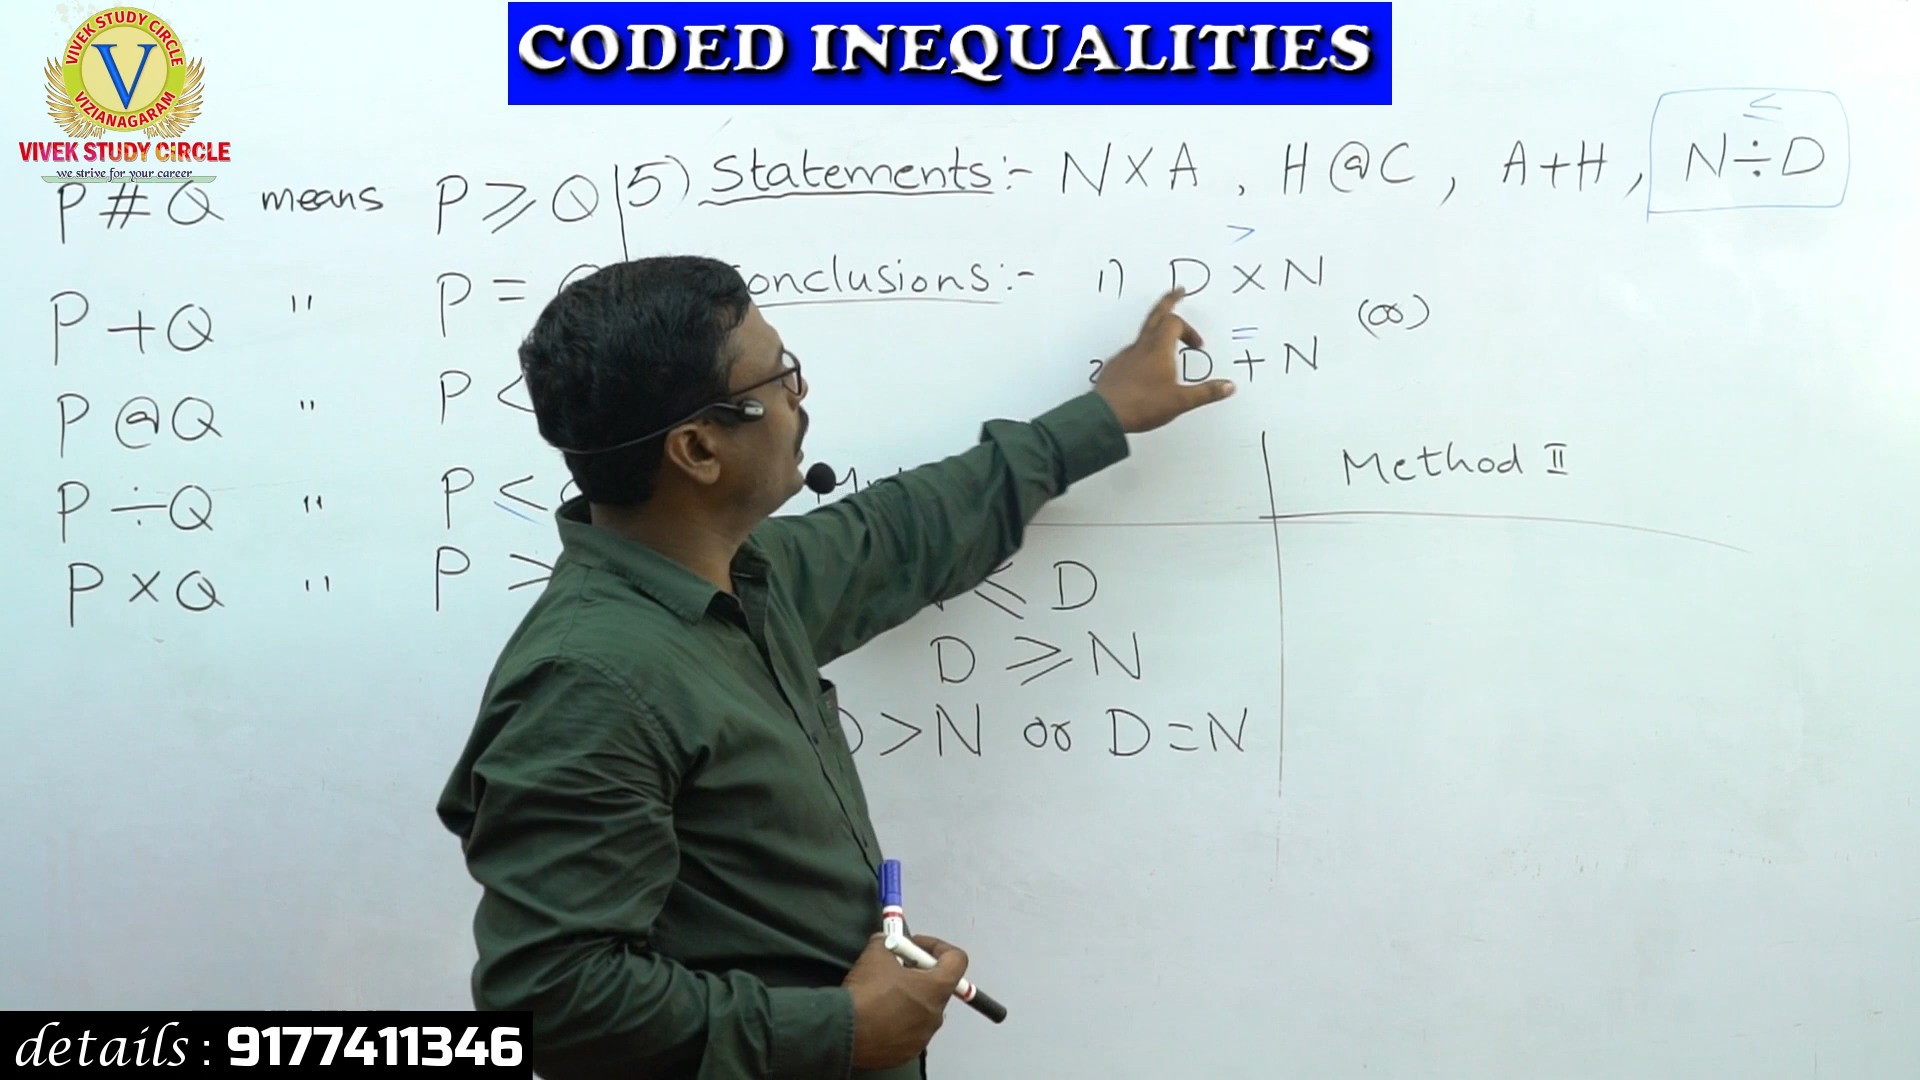 CODED INEQUALITIES
VIVEK STUDY CIRCLE
V
VIZIANAGARAM
VIVEK STUDY CIRCLE
we strive for your career
P # Q means P ≥ Q
P + Q " P =
P @ Q " P <
P ÷ Q " P ≤
P × Q " P >
5) Statements:- N × A , H @ C , A + H , N ÷ D
≤
onclusions:- 1) D × N
>
(or)
2 D + N
=
Method II
≤ D
D ≥ N
D > N or D = N
details : 9177411346